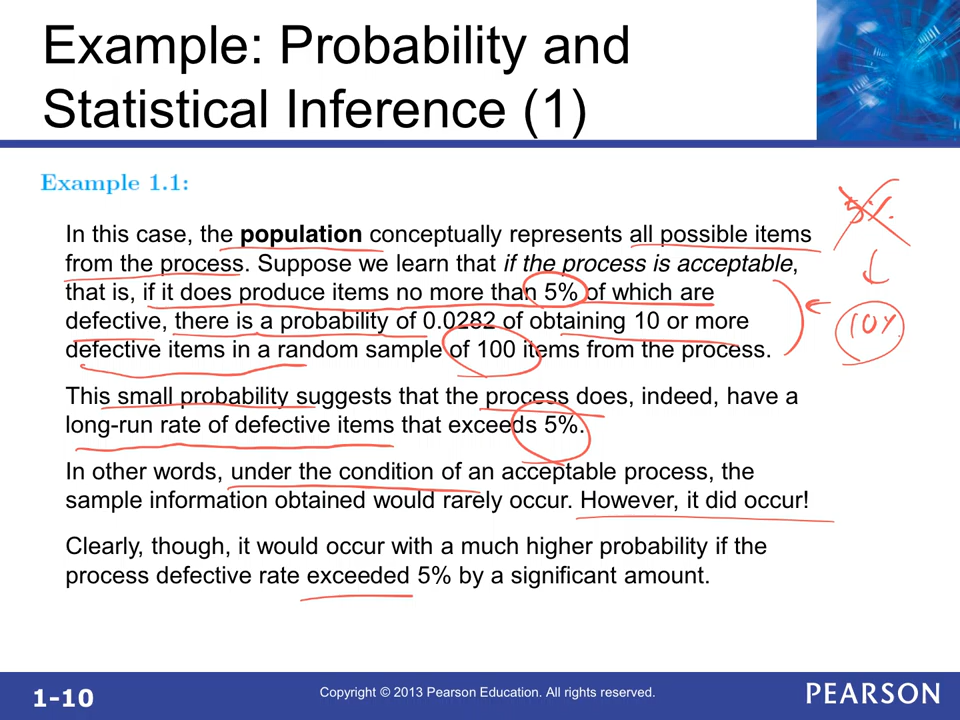 Example: Probability and
Statistical Inference (1)
Example 1.1:
5%
In this case, the population conceptually represents all possible items
from the process. Suppose we learn that if the process is acceptable,
that is, if it does produce items no more than 5% of which are
defective, there is a probability of 0.0282 of obtaining 10 or more
10%
defective items in a random sample of 100 items from the process.
This small probability suggests that the process does, indeed, have a
long-run rate of defective items that exceeds 5%.
In other words, under the condition of an acceptable process, the
sample information obtained would rarely occur. However, it did occur!
Clearly, though, it would occur with a much higher probability if the
process defective rate exceeded 5% by a significant amount.
1-10
Copyright © 2013 Pearson Education. All rights reserved.
PEARSON